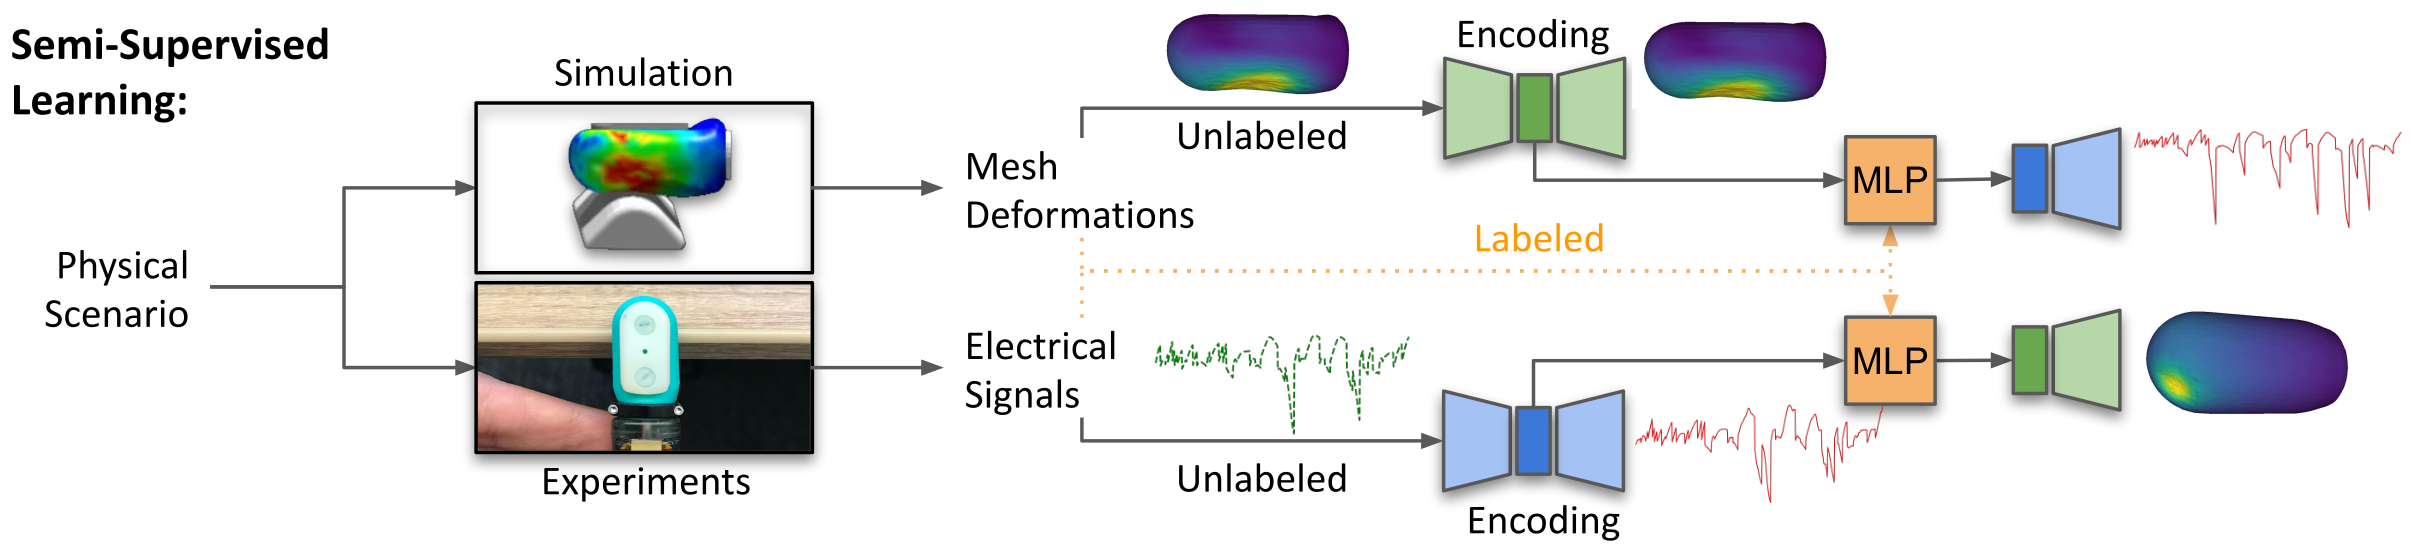 Semi-Supervised
Learning:
Simulation
Physical
Scenario
Experiments
Mesh
Deformations
Electrical
Signals
Unlabeled
Encoding
MLP
Labeled
MLP
Unlabeled
Encoding